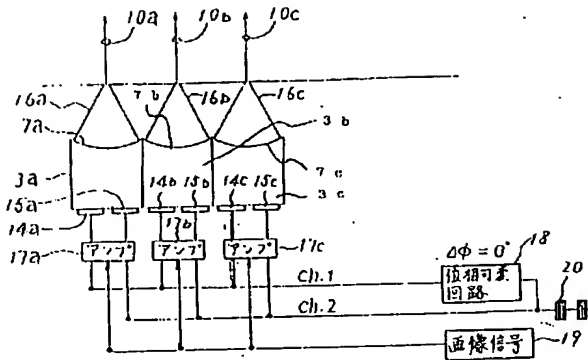 10a 10b 10c
16a 7b 16b 16c
7a 3b
7c
3a 14b 15b 14c 15c 3c
15a
14a 17b 18
17a アンプ アンプ アンプ 17c ΔΦ=0°
ch.1 位相可変回路 20
ch.2
画像信号 19